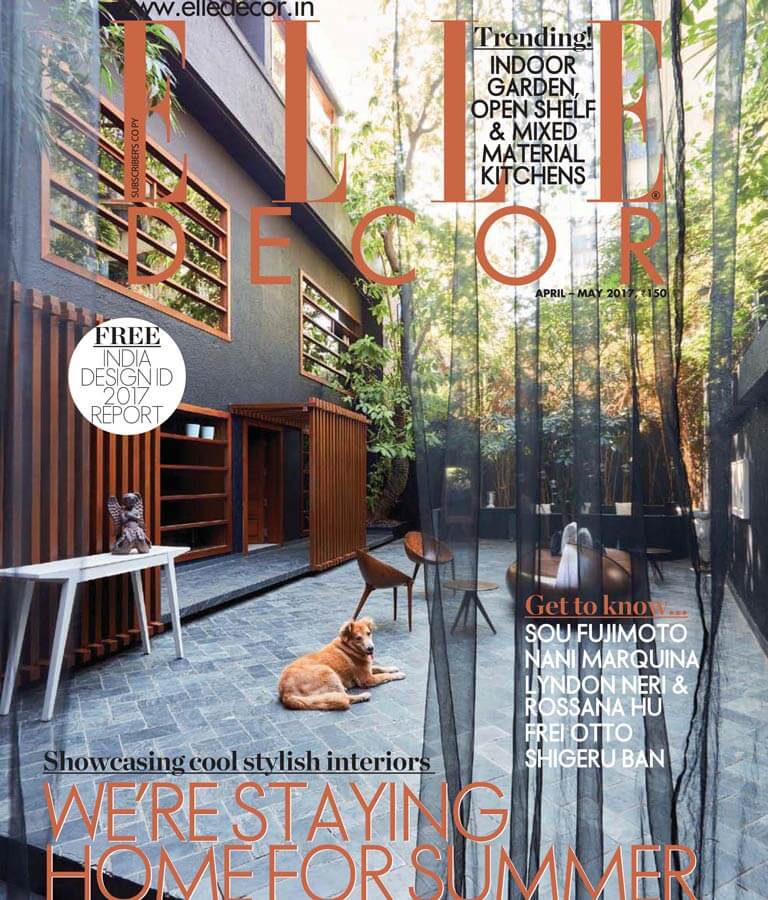 www.elledecor.in
ELLE
DECOR
SUBSCRIBER'S COPY
Trending!
INDOOR
GARDEN,
OPEN SHELF
& MIXED
MATERIAL
KITCHENS
®
APRIL – MAY 2017, ₹150
FREE
INDIA
DESIGN ID
2017
REPORT
Get to know...
SOU FUJIMOTO
NANI MARQUINA
LYNDON NERI &
ROSSANA HU
FREI OTTO
SHIGERU BAN
Showcasing cool stylish interiors
WE'RE STAYING
HOME FOR SUMMER